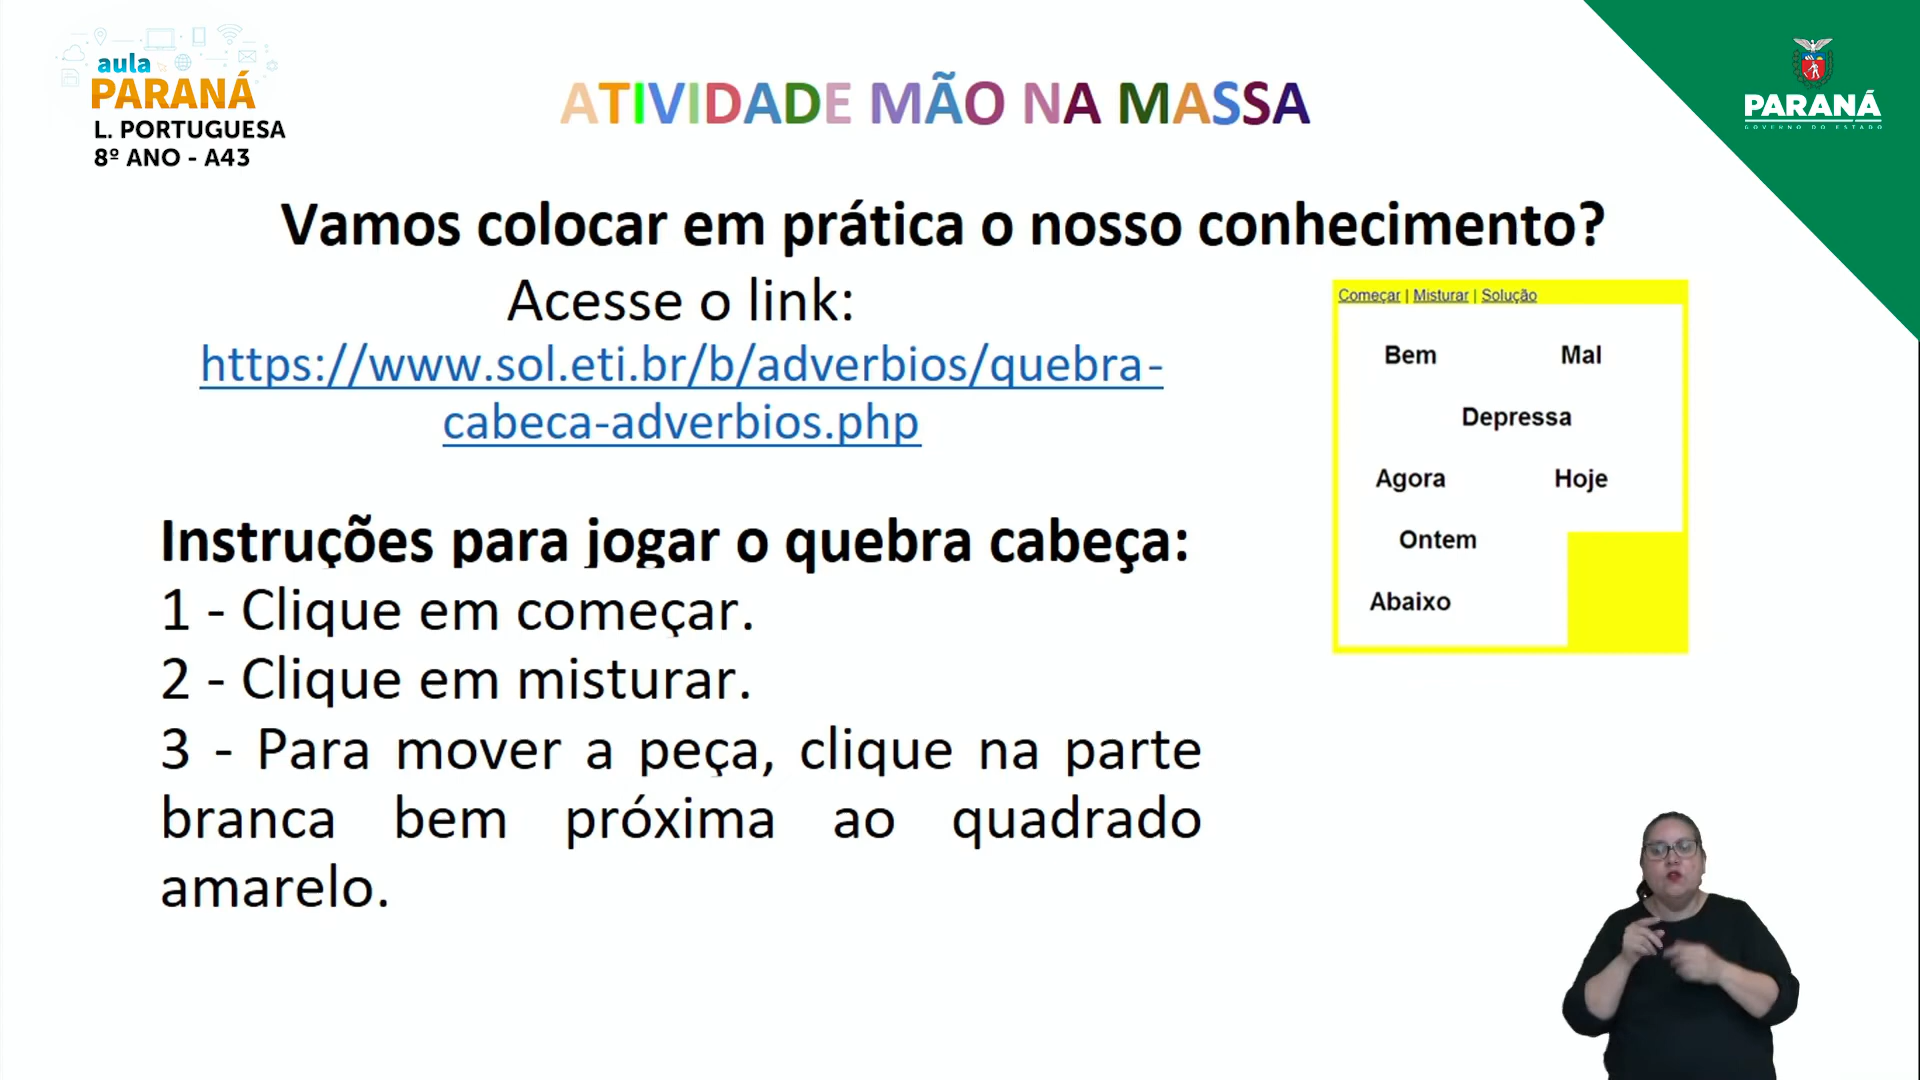 aula
PARANÁ
L. PORTUGUESA
8º ANO - A43
ATIVIDADE MÃO NA MASSA
PARANÁ
GOVERNO DO ESTADO
Vamos colocar em prática o nosso conhecimento?
Acesse o link:
https://www.sol.eti.br/b/adverbios/quebra-
cabeca-adverbios.php
Começar | Misturar | Solução
Bem Mal
Depressa
Agora Hoje
Ontem
Abaixo
Instruções para jogar o quebra cabeça:
1 - Clique em começar.
2 - Clique em misturar.
3 - Para mover a peça, clique na parte
branca bem próxima ao quadrado
amarelo.